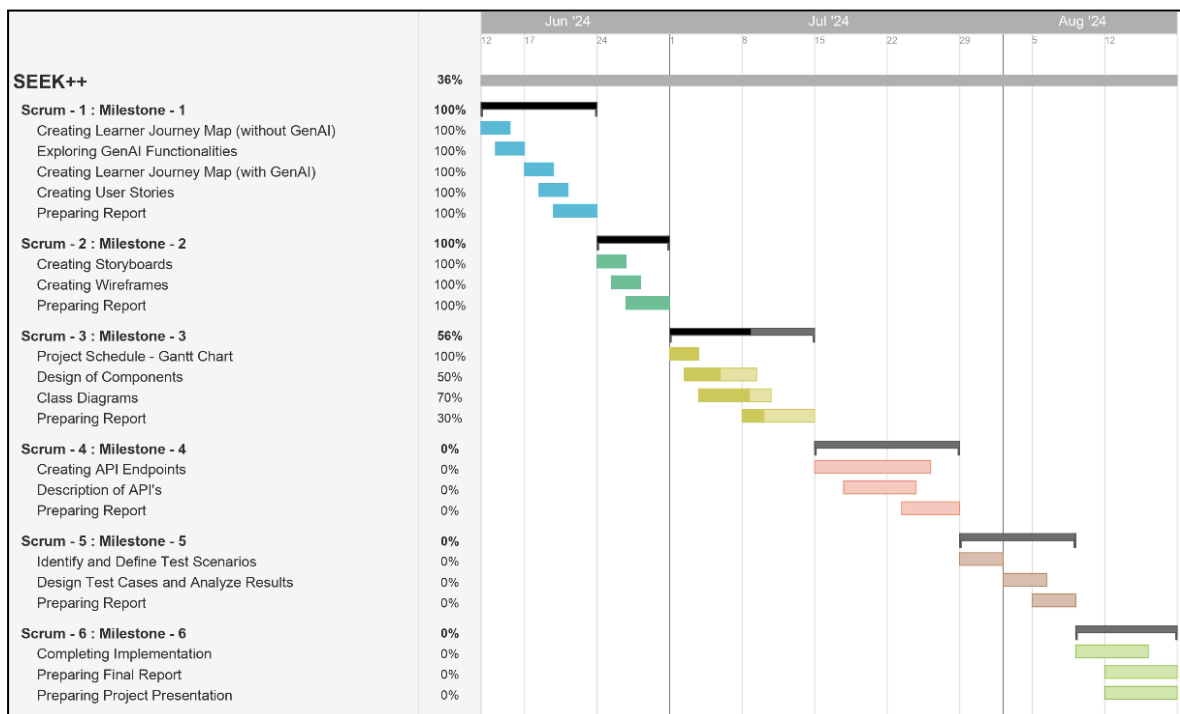 Jun '24 Jul '24 Aug '24
12 17 24 1 8 15 22 29 5 12
SEEK++ 36%
Scrum - 1 : Milestone - 1 100%
Creating Learner Journey Map (without GenAI) 100%
Exploring GenAI Functionalities 100%
Creating Learner Journey Map (with GenAI) 100%
Creating User Stories 100%
Preparing Report 100%
Scrum - 2 : Milestone - 2 100%
Creating Storyboards 100%
Creating Wireframes 100%
Preparing Report 100%
Scrum - 3 : Milestone - 3 56%
Project Schedule - Gantt Chart 100%
Design of Components 50%
Class Diagrams 70%
Preparing Report 30%
Scrum - 4 : Milestone - 4 0%
Creating API Endpoints 0%
Description of API's 0%
Preparing Report 0%
Scrum - 5 : Milestone - 5 0%
Identify and Define Test Scenarios 0%
Design Test Cases and Analyze Results 0%
Preparing Report 0%
Scrum - 6 : Milestone - 6 0%
Completing Implementation 0%
Preparing Final Report 0%
Preparing Project Presentation 0%